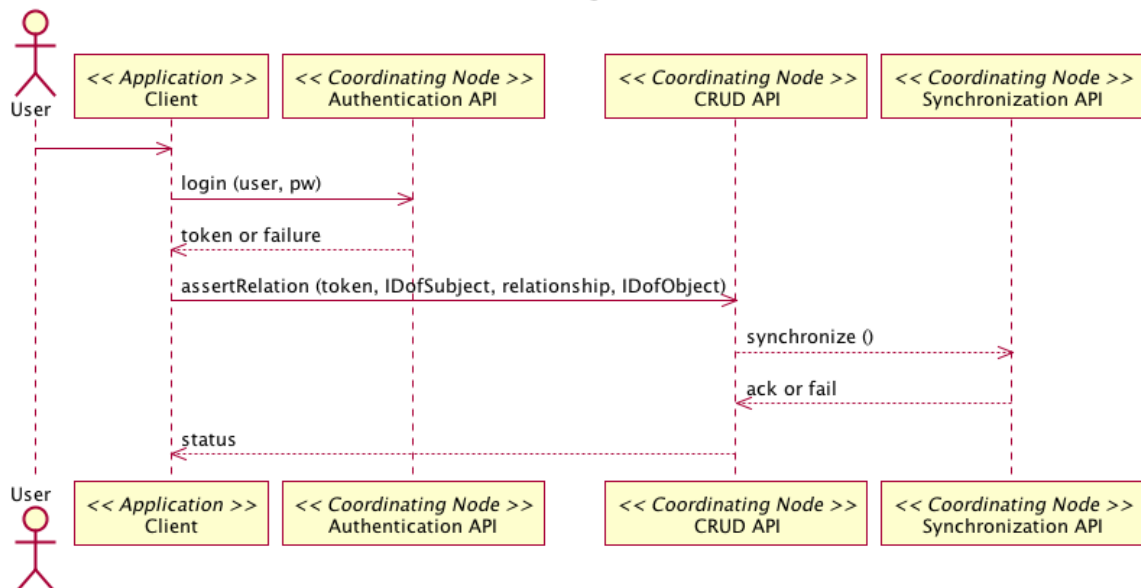 << Application >>
Client
<< Coordinating Node >>
Authentication API
<< Coordinating Node >>
CRUD API
<< Coordinating Node >>
Synchronization API
User
login (user, pw)
token or failure
assertRelation (token, IDofSubject, relationship, IDofObject)
synchronize ()
ack or fail
status
User
<< Application >>
Client
<< Coordinating Node >>
Authentication API
<< Coordinating Node >>
CRUD API
<< Coordinating Node >>
Synchronization API